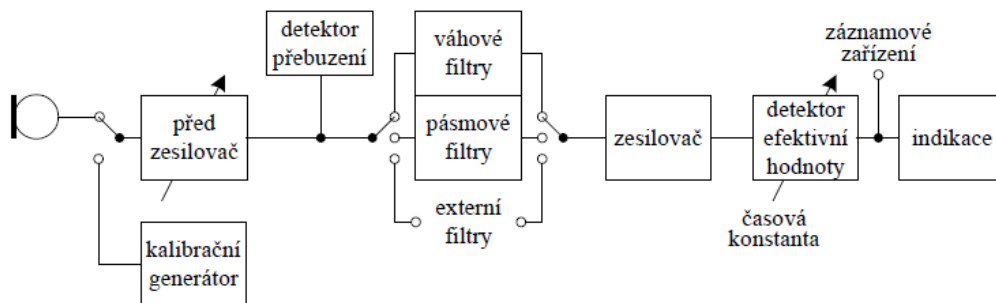 detektor
přebuzení
váhové
filtry
záznamové
zařízení
před
zesilovač
pásmové
filtry
zesilovač
detektor
efektivní
hodnoty
indikace
externí
filtry
časová
konstanta
kalibrační
generátor